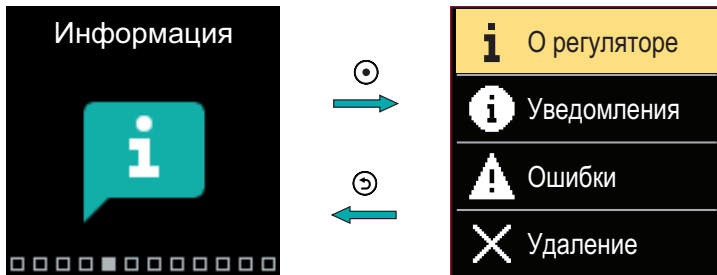 Информация
О регуляторе
Уведомления
Ошибки
Удаление